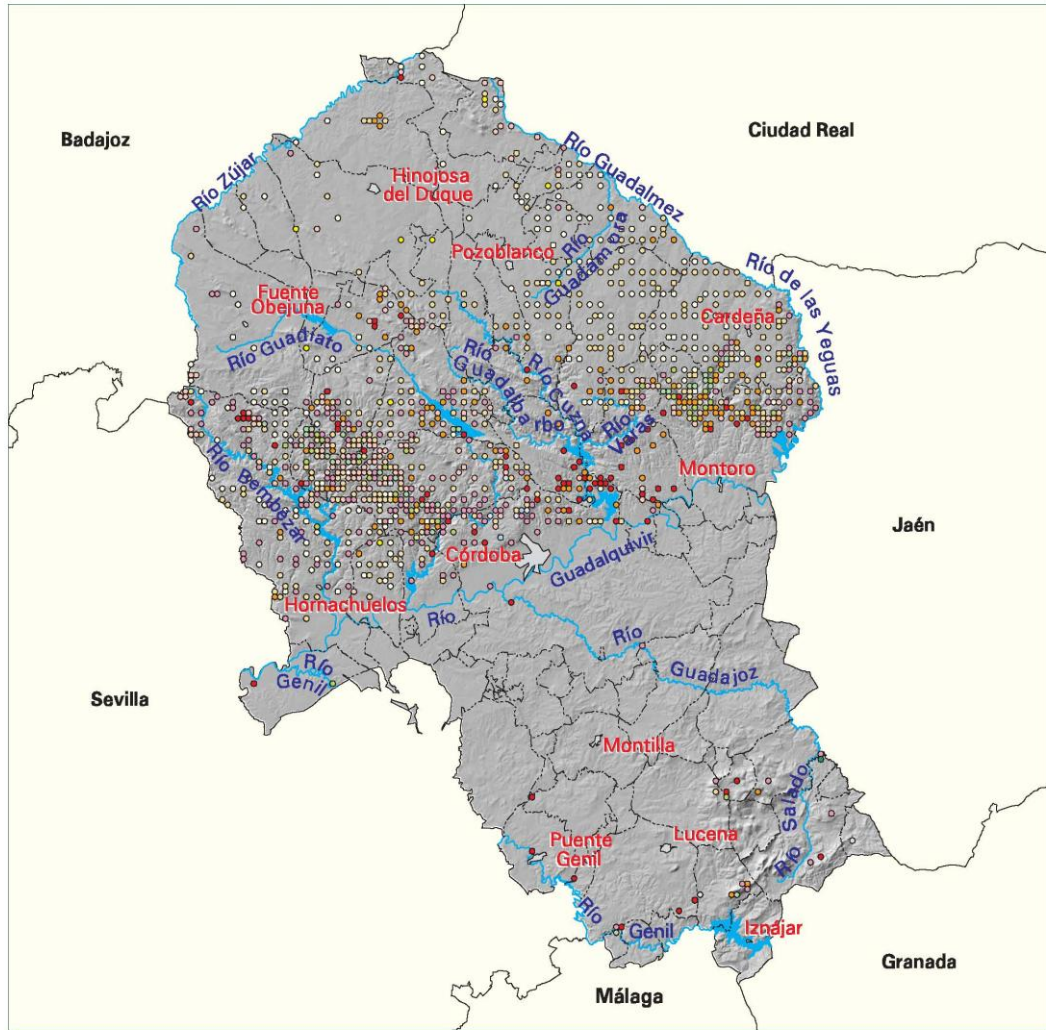 Badajoz
Ciudad Real
Río Guadalmez
Río Zújar
Hinojosa
del Duque
Pozoblanco
Río
Guadamora
Río de las Yeguas
Fuente
Obejuna
Cardeña
Río Guadiato
Río
Guadalbarbo
Río Cuzna
Río
Varas
Río Bembézar
Montoro
Jaén
Córdoba
Guadalquivir
Hornachuelos
Río
Río
Guadajoz
Río
Genil
Sevilla
Montilla
Río Salado
Puente
Genil
Lucena
Río
Genil
Iznájar
Granada
Málaga